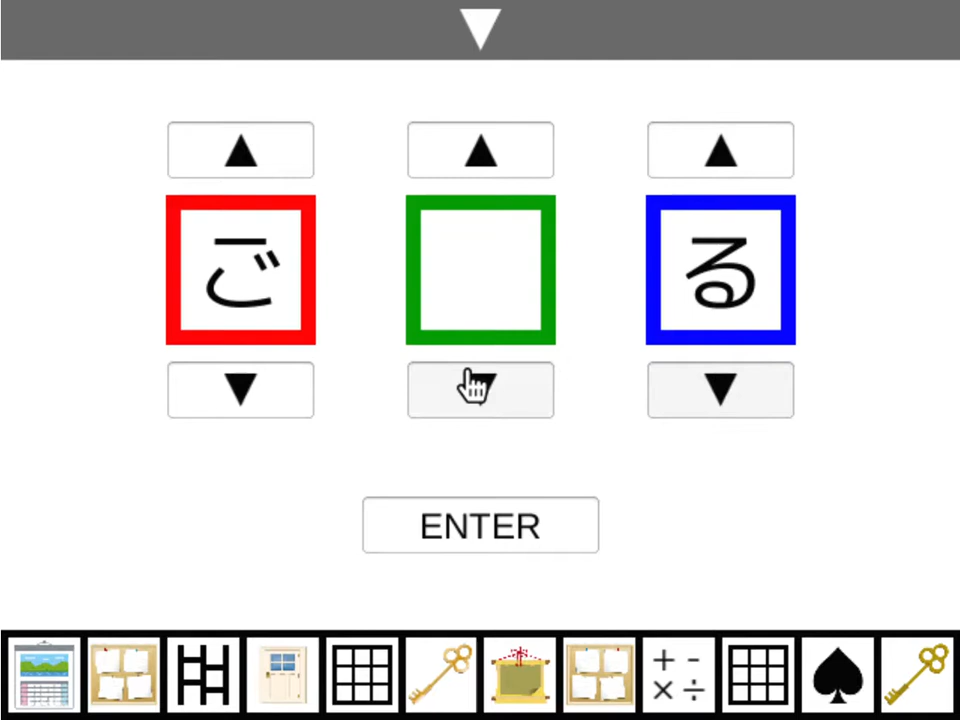 ▼
▲ ▲ ▲
ご る
▼ ▼ ▼
ENTER
+ -
× ÷